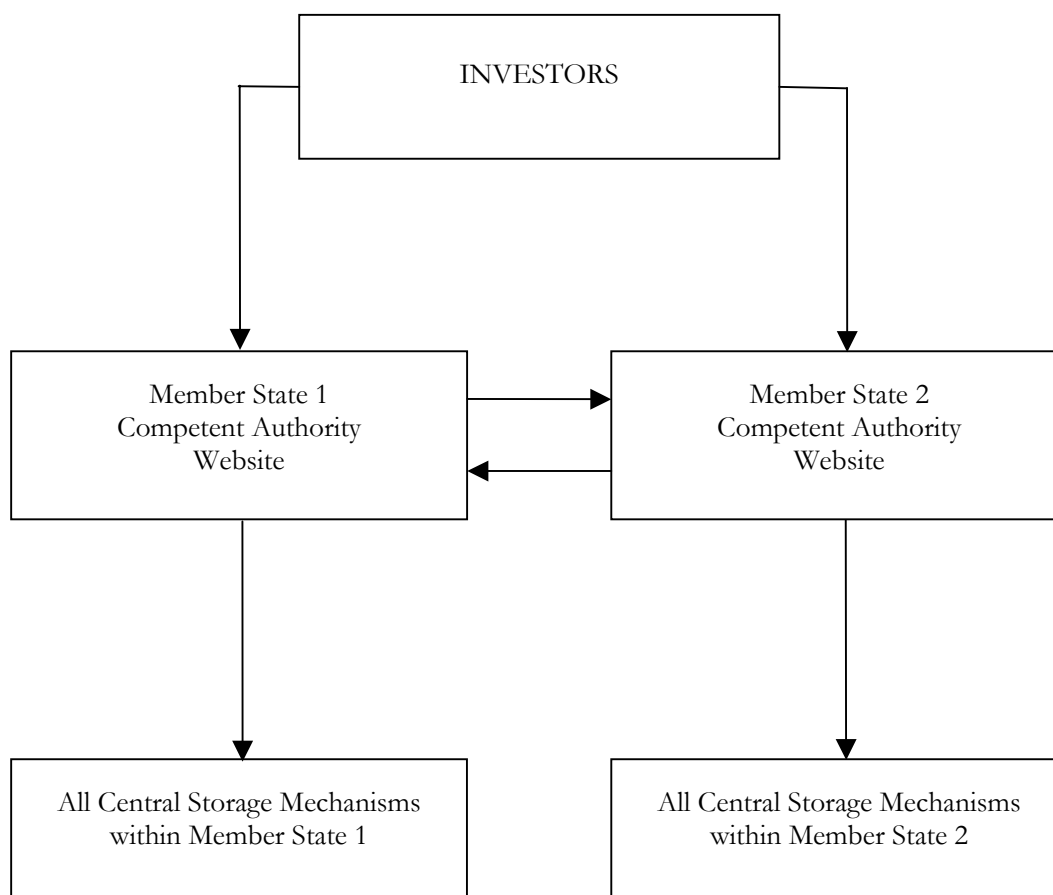 INVESTORS
Member State 1
Competent Authority
Website
Member State 2
Competent Authority
Website
All Central Storage Mechanisms
within Member State 1
All Central Storage Mechanisms
within Member State 2